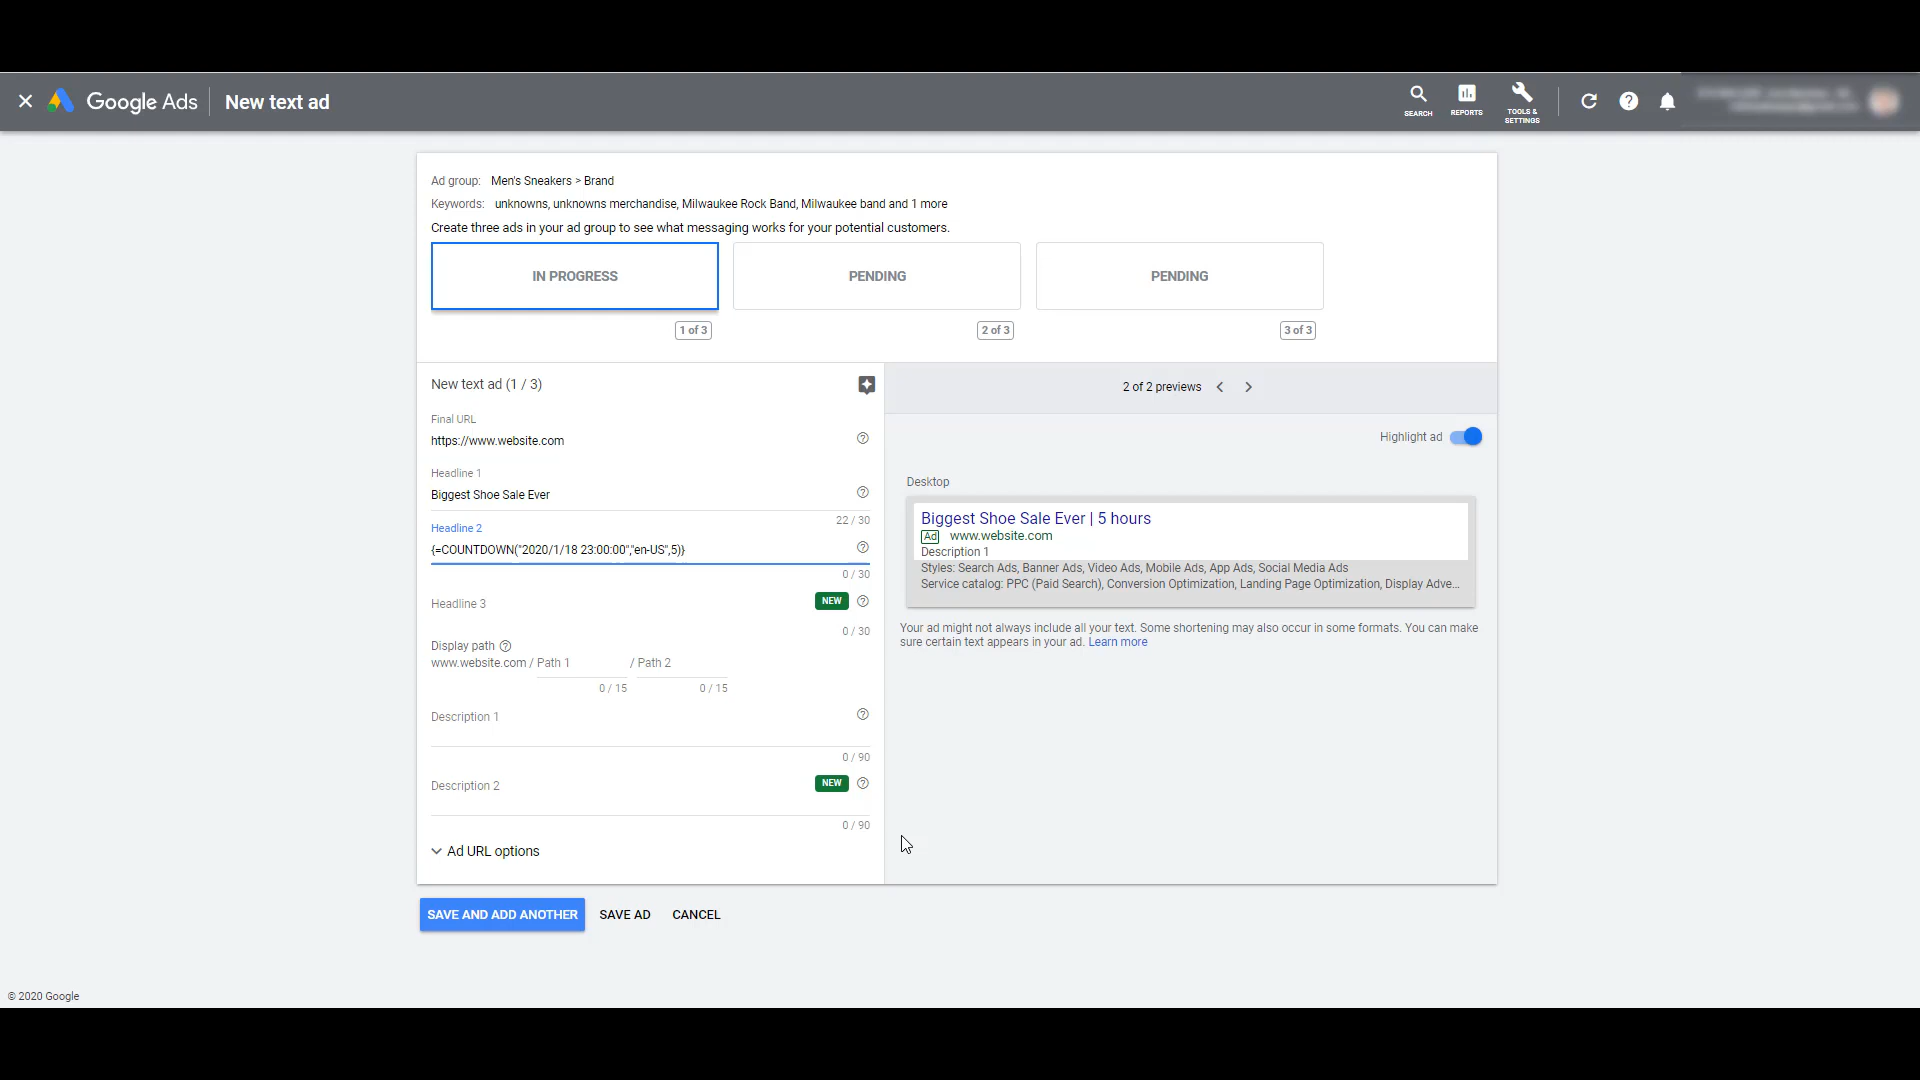 Google Ads
New text ad
SEARCH
REPORTS
TOOLS &
SETTINGS
Ad group: Men's Sneakers > Brand
Keywords: unknowns, unknowns merchandise, Milwaukee Rock Band, Milwaukee band and 1 more
Create three ads in your ad group to see what messaging works for your potential customers.
IN PROGRESS
PENDING
PENDING
1 of 3
2 of 3
3 of 3
New text ad (1 / 3)
Final URL
https://www.website.com
Headline 1
Biggest Shoe Sale Ever
22 / 30
Headline 2
{=COUNTDOWN("2020/1/18 23:00:00","en-US",5)}
0 / 30
Headline 3
NEW
0 / 30
Display path
www.website.com / Path 1 / Path 2
0 / 15 0 / 15
Description 1
0 / 90
Description 2
NEW
0 / 90
Ad URL options
2 of 2 previews
Highlight ad
Desktop
Biggest Shoe Sale Ever | 5 hours
Ad www.website.com
Description 1
Styles: Search Ads, Banner Ads, Video Ads, Mobile Ads, App Ads, Social Media Ads
Service catalog: PPC (Paid Search), Conversion Optimization, Landing Page Optimization, Display Adve...
Your ad might not always include all your text. Some shortening may also occur in some formats. You can make
sure certain text appears in your ad. Learn more
SAVE AND ADD ANOTHER
SAVE AD
CANCEL
© 2020 Google